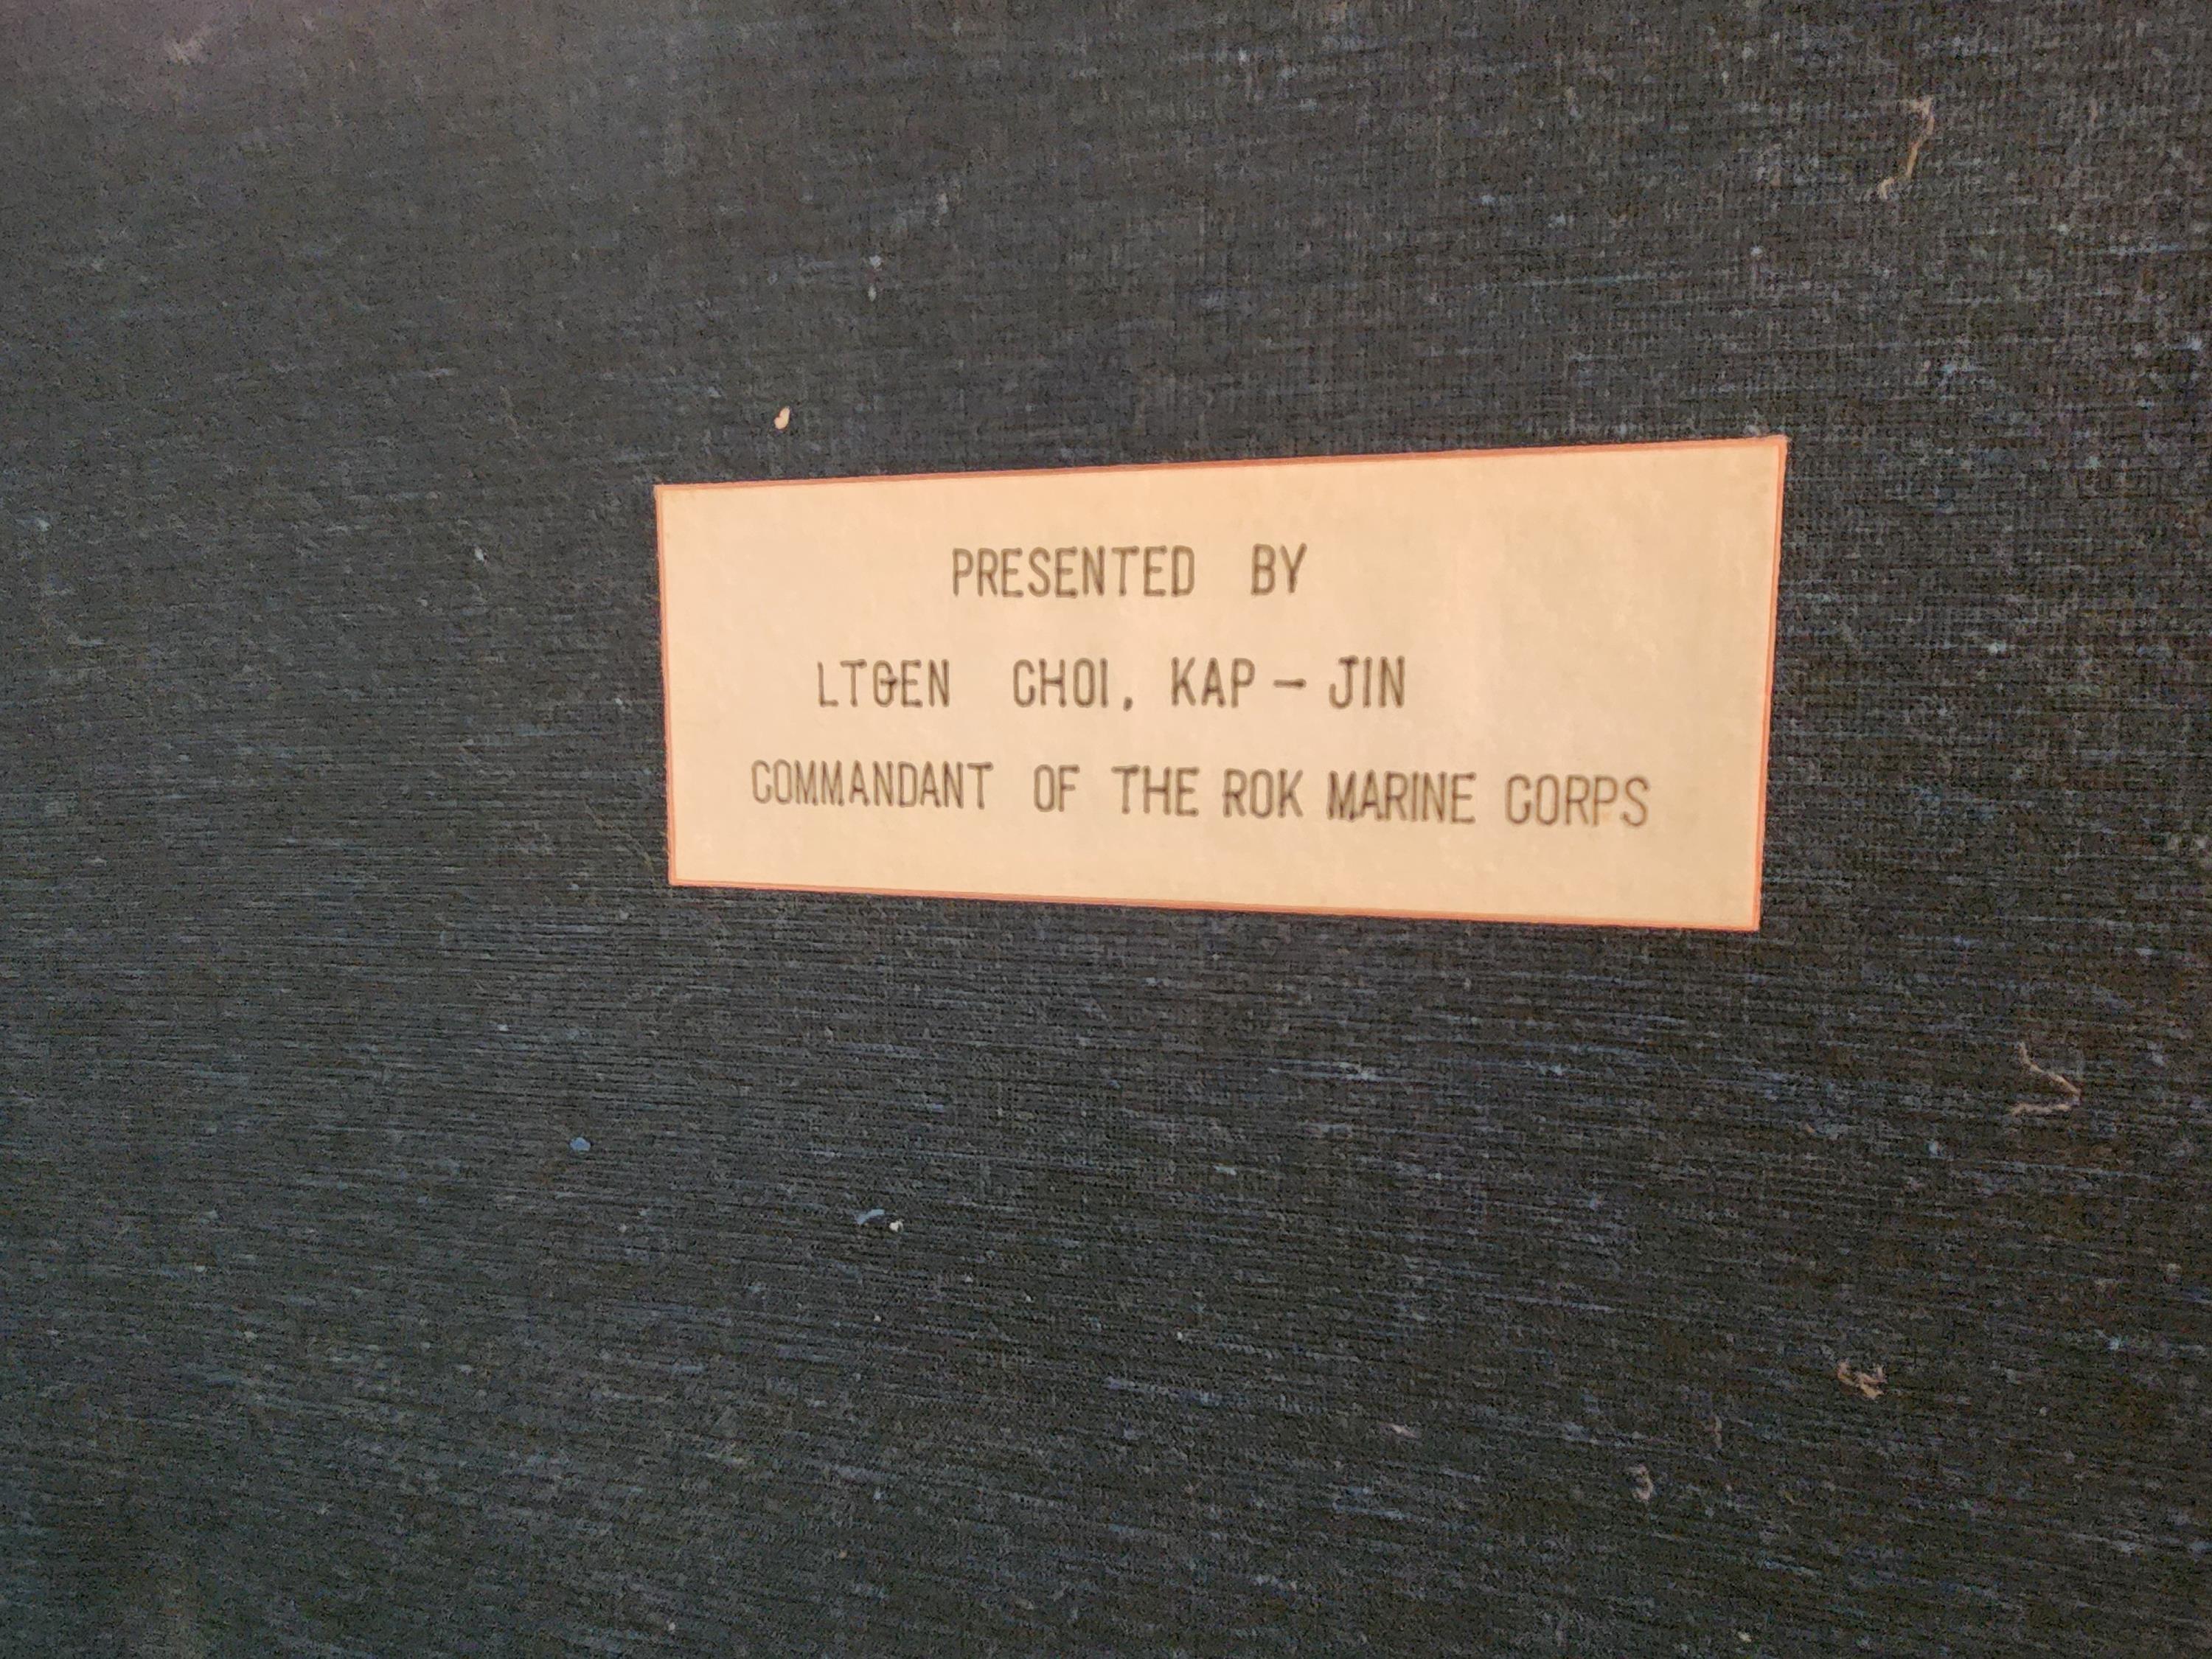 PRESENTED BY
LTGEN CHOI, KAP-JIN
COMMANDANT OF THE ROK MARINE CORPS